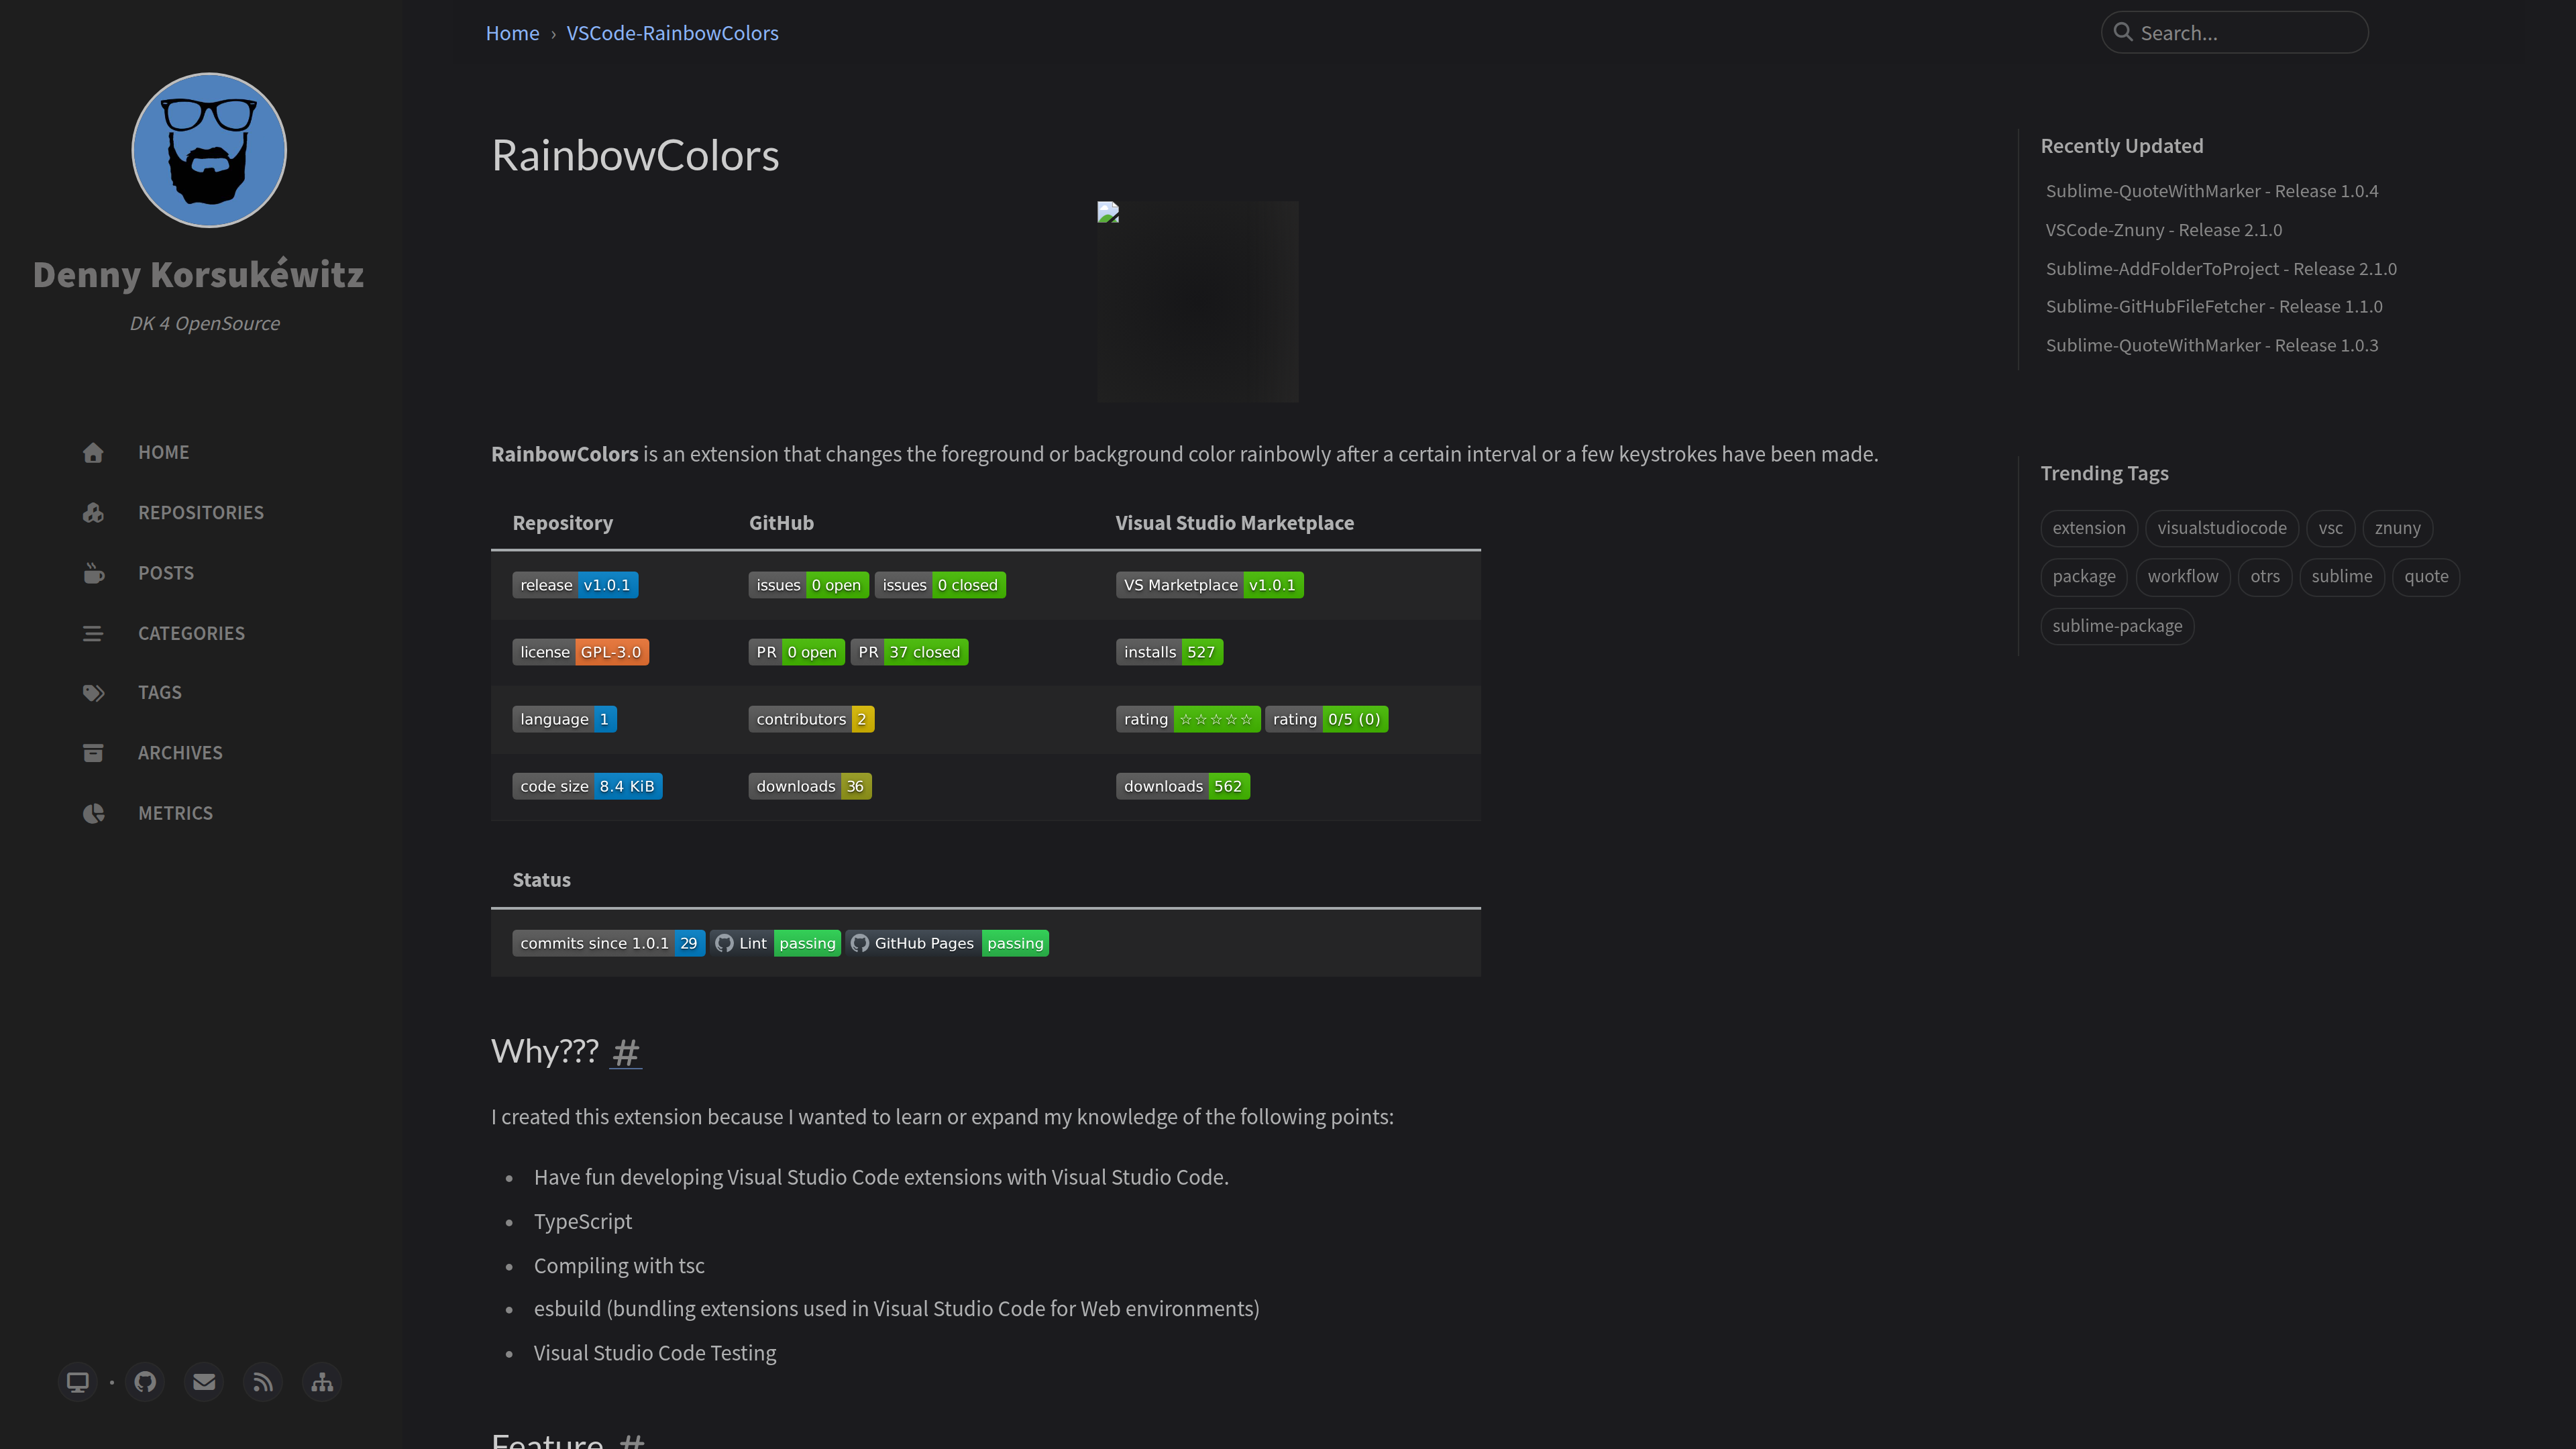 Denny Korsukéwitz
DK 4 OpenSource
HOME
REPOSITORIES
POSTS
CATEGORIES
TAGS
ARCHIVES
METRICS
Home › VSCode-RainbowColors
Search...
RainbowColors
RainbowColors is an extension that changes the foreground or background color rainbowly after a certain interval or a few keystrokes have been made.
Repository GitHub Visual Studio Marketplace
release v1.0.1 issues 0 open issues 0 closed VS Marketplace v1.0.1
license GPL-3.0 PR 0 open PR 37 closed installs 527
language 1 contributors 2 rating ☆☆☆☆☆ rating 0/5 (0)
code size 8.4 KiB downloads 36 downloads 562
Status
commits since 1.0.1 29 Lint passing GitHub Pages passing
Why??? #
I created this extension because I wanted to learn or expand my knowledge of the following points:
• Have fun developing Visual Studio Code extensions with Visual Studio Code.
• TypeScript
• Compiling with tsc
• esbuild (bundling extensions used in Visual Studio Code for Web environments)
• Visual Studio Code Testing
Feature #
Recently Updated
Sublime-QuoteWithMarker - Release 1.0.4
VSCode-Znuny - Release 2.1.0
Sublime-AddFolderToProject - Release 2.1.0
Sublime-GitHubFileFetcher - Release 1.1.0
Sublime-QuoteWithMarker - Release 1.0.3
Trending Tags
extension visualstudiocode vsc znuny
package workflow otrs sublime quote
sublime-package